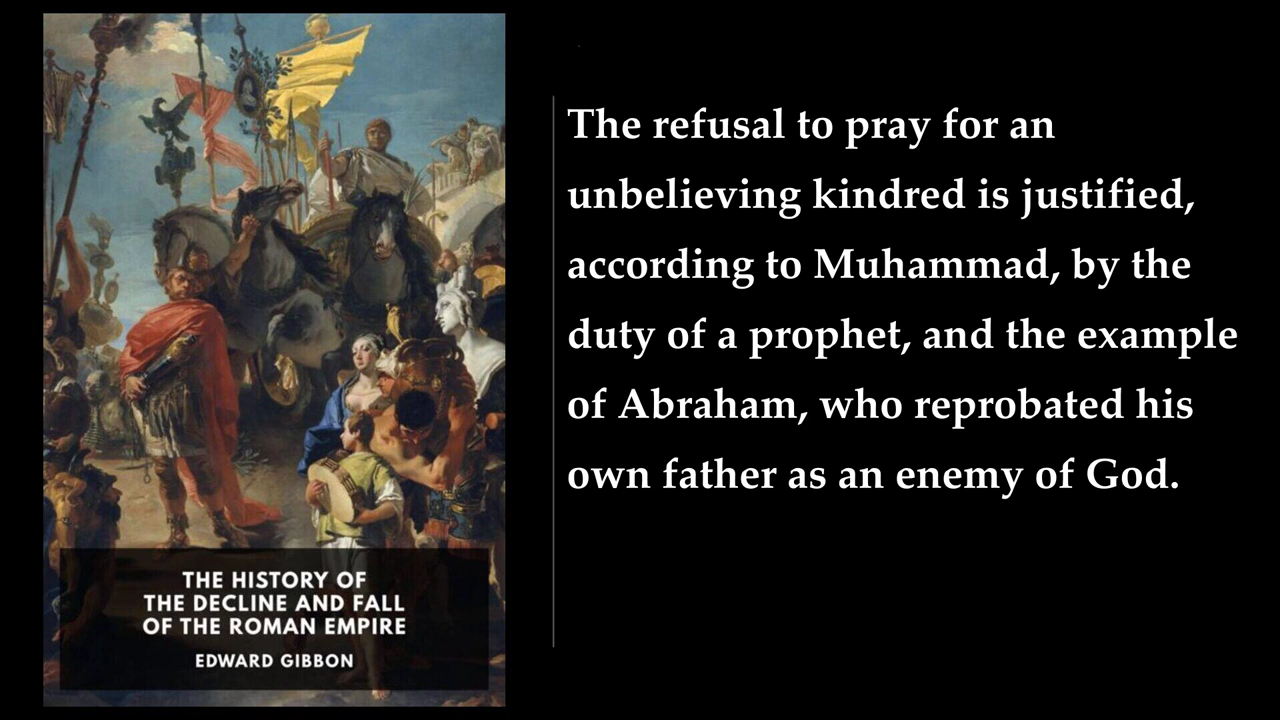 The refusal to pray for an
unbelieving kindred is justified,
according to Muhammad, by the
duty of a prophet, and the example
of Abraham, who reprobated his
own father as an enemy of God.
THE HISTORY OF
THE DECLINE AND FALL
OF THE ROMAN EMPIRE
EDWARD GIBBON